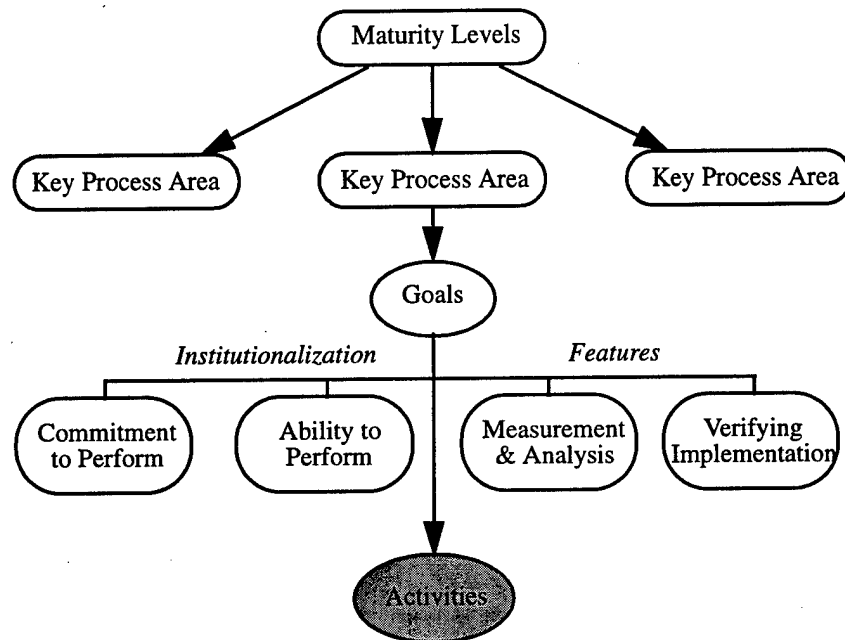 Maturity Levels
Key Process Area
Key Process Area
Key Process Area
Goals
Institutionalization
Features
Commitment
to Perform
Ability to
Perform
Measurement
& Analysis
Verifying
Implementation
Activities